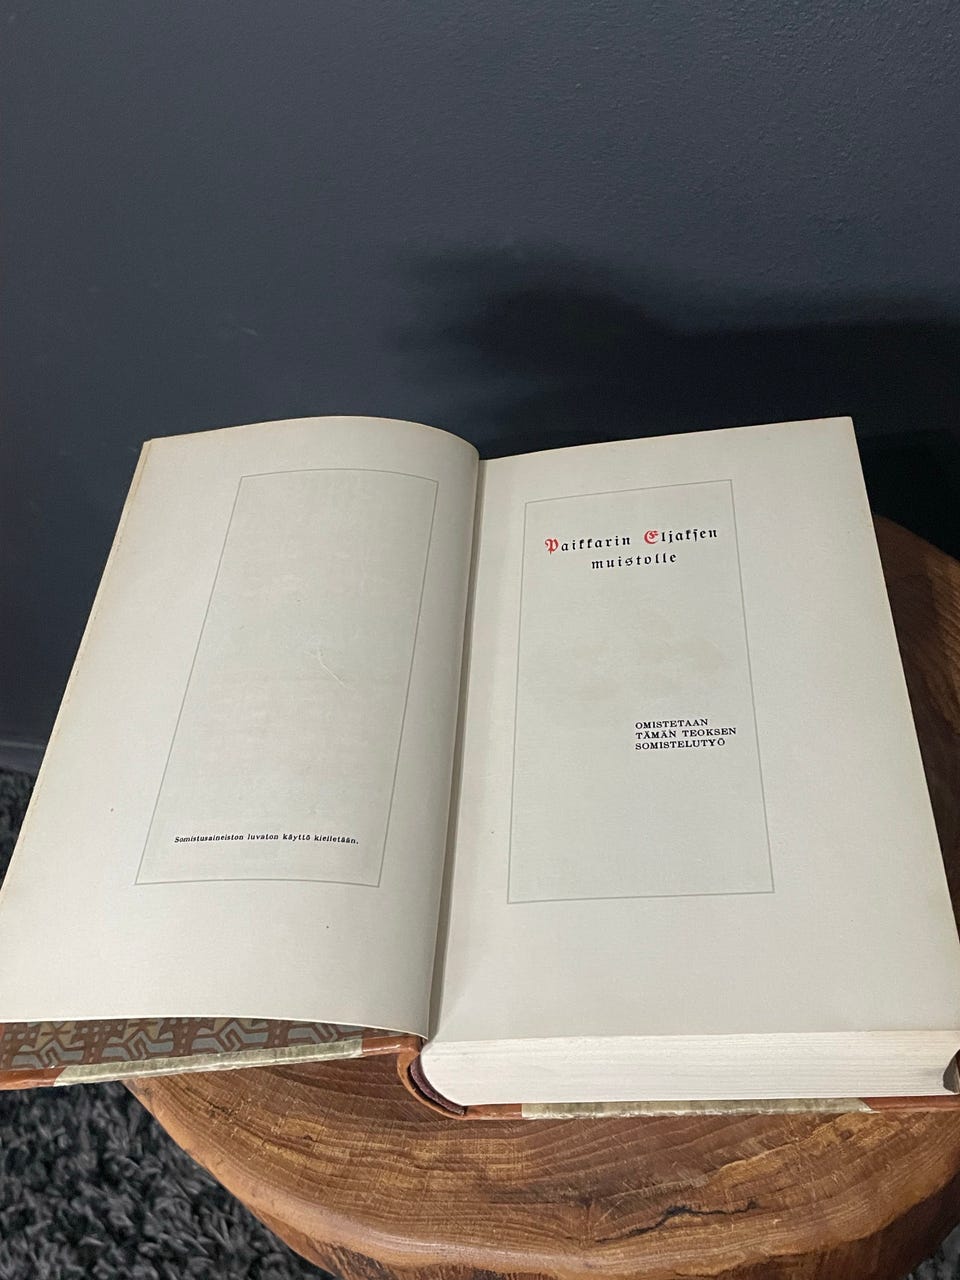 Somistusaineiston luvaton käyttö kielletään.
Paikkarin Eljaksen
muistolle
OMISTETAAN
TÄMÄN TEOKSEN
SOMISTELUTYÖ